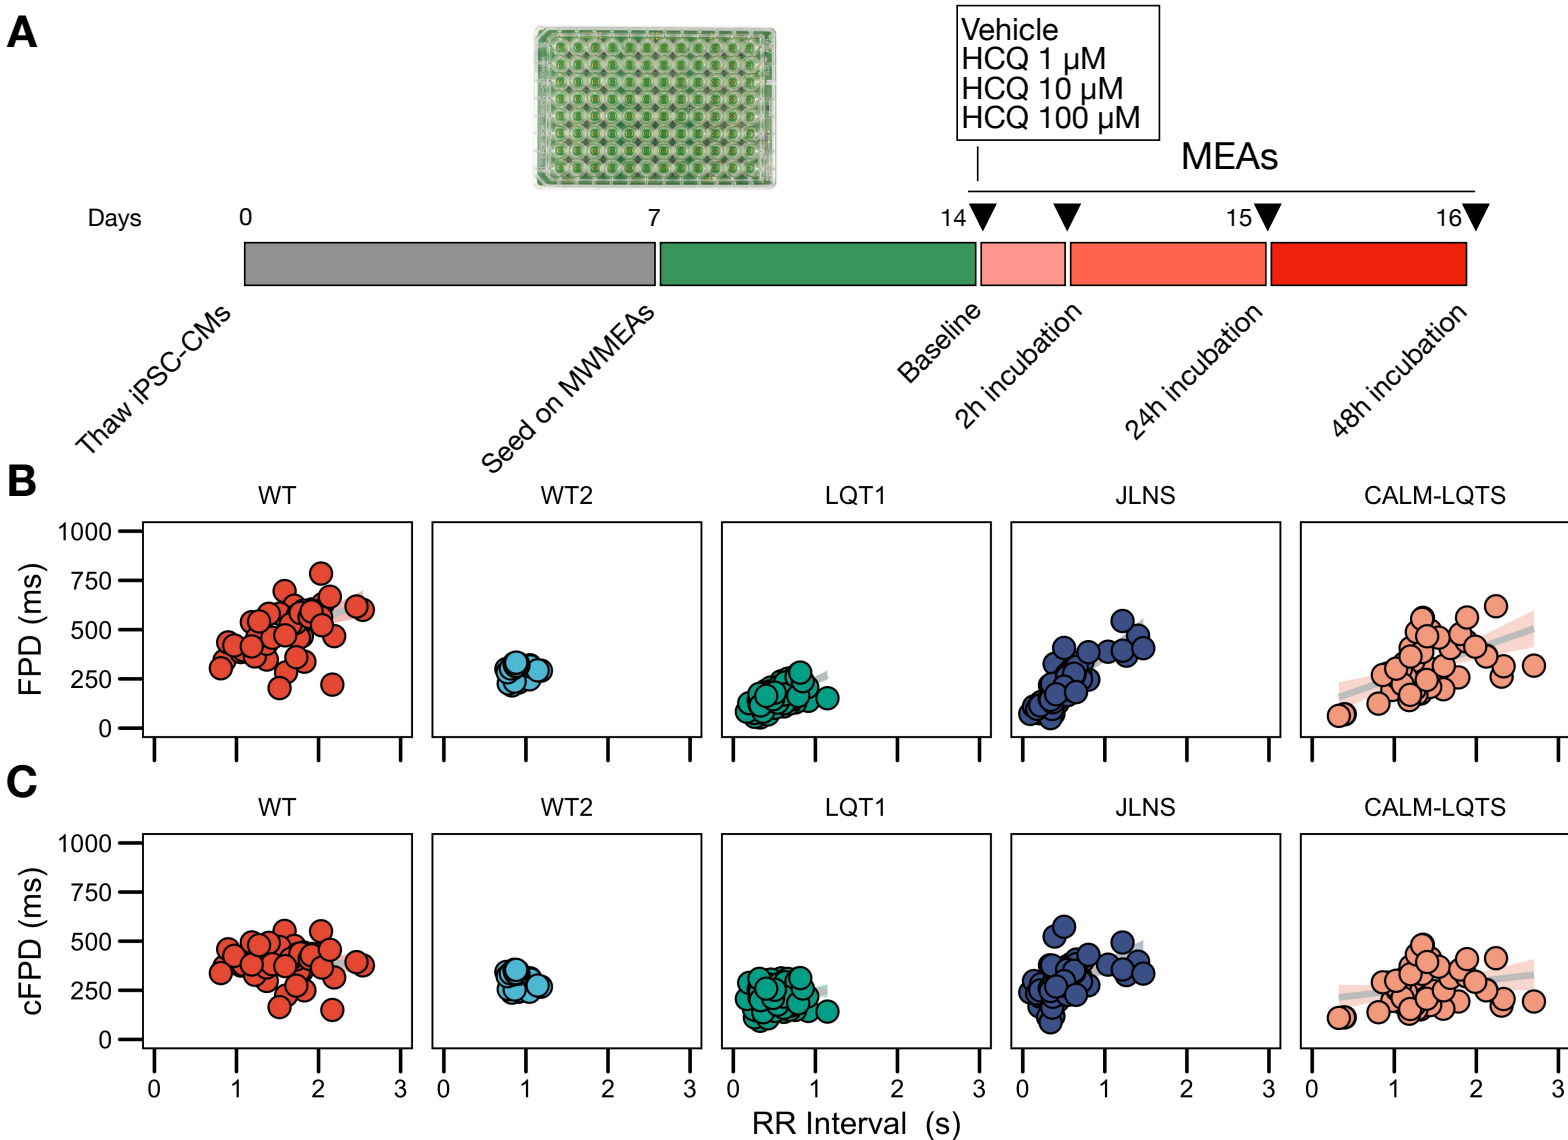 A
Vehicle
HCQ 1 µM
HCQ 10 µM
HCQ 100 µM
MEAs
Days 0 7 14 15 16
Thaw iPSC-CMs
Seed on MWMEAs
Baseline
2h incubation
24h incubation
48h incubation
B
WT WT2 LQT1 JLNS CALM-LQTS
FPD (ms)
1000
750
500
250
0
C
WT WT2 LQT1 JLNS CALM-LQTS
cFPD (ms)
1000
750
500
250
0
0 1 2 3 0 1 2 3 0 1 2 3 0 1 2 3 0 1 2 3
RR Interval (s)